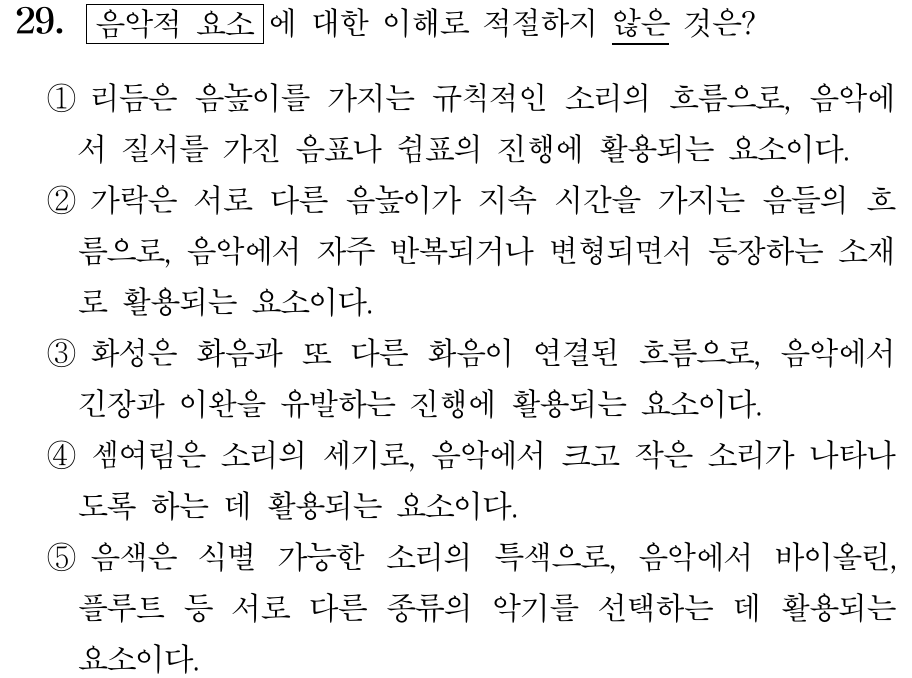 29. 음악적 요소에 대한 이해로 적절하지 않은 것은?
① 리듬은 음높이를 가지는 규칙적인 소리의 흐름으로, 음악에
서 질서를 가진 음표나 쉼표의 진행에 활용되는 요소이다.
② 가락은 서로 다른 음높이가 지속 시간을 가지는 음들의 흐
름으로, 음악에서 자주 반복되거나 변형되면서 등장하는 소재
로 활용되는 요소이다.
③ 화성은 화음과 또 다른 화음이 연결된 흐름으로, 음악에서
긴장과 이완을 유발하는 진행에 활용되는 요소이다.
④ 셈여림은 소리의 세기로, 음악에서 크고 작은 소리가 나타나
도록 하는 데 활용되는 요소이다.
⑤ 음색은 식별 가능한 소리의 특색으로, 음악에서 바이올린,
플루트 등 서로 다른 종류의 악기를 선택하는 데 활용되는
요소이다.